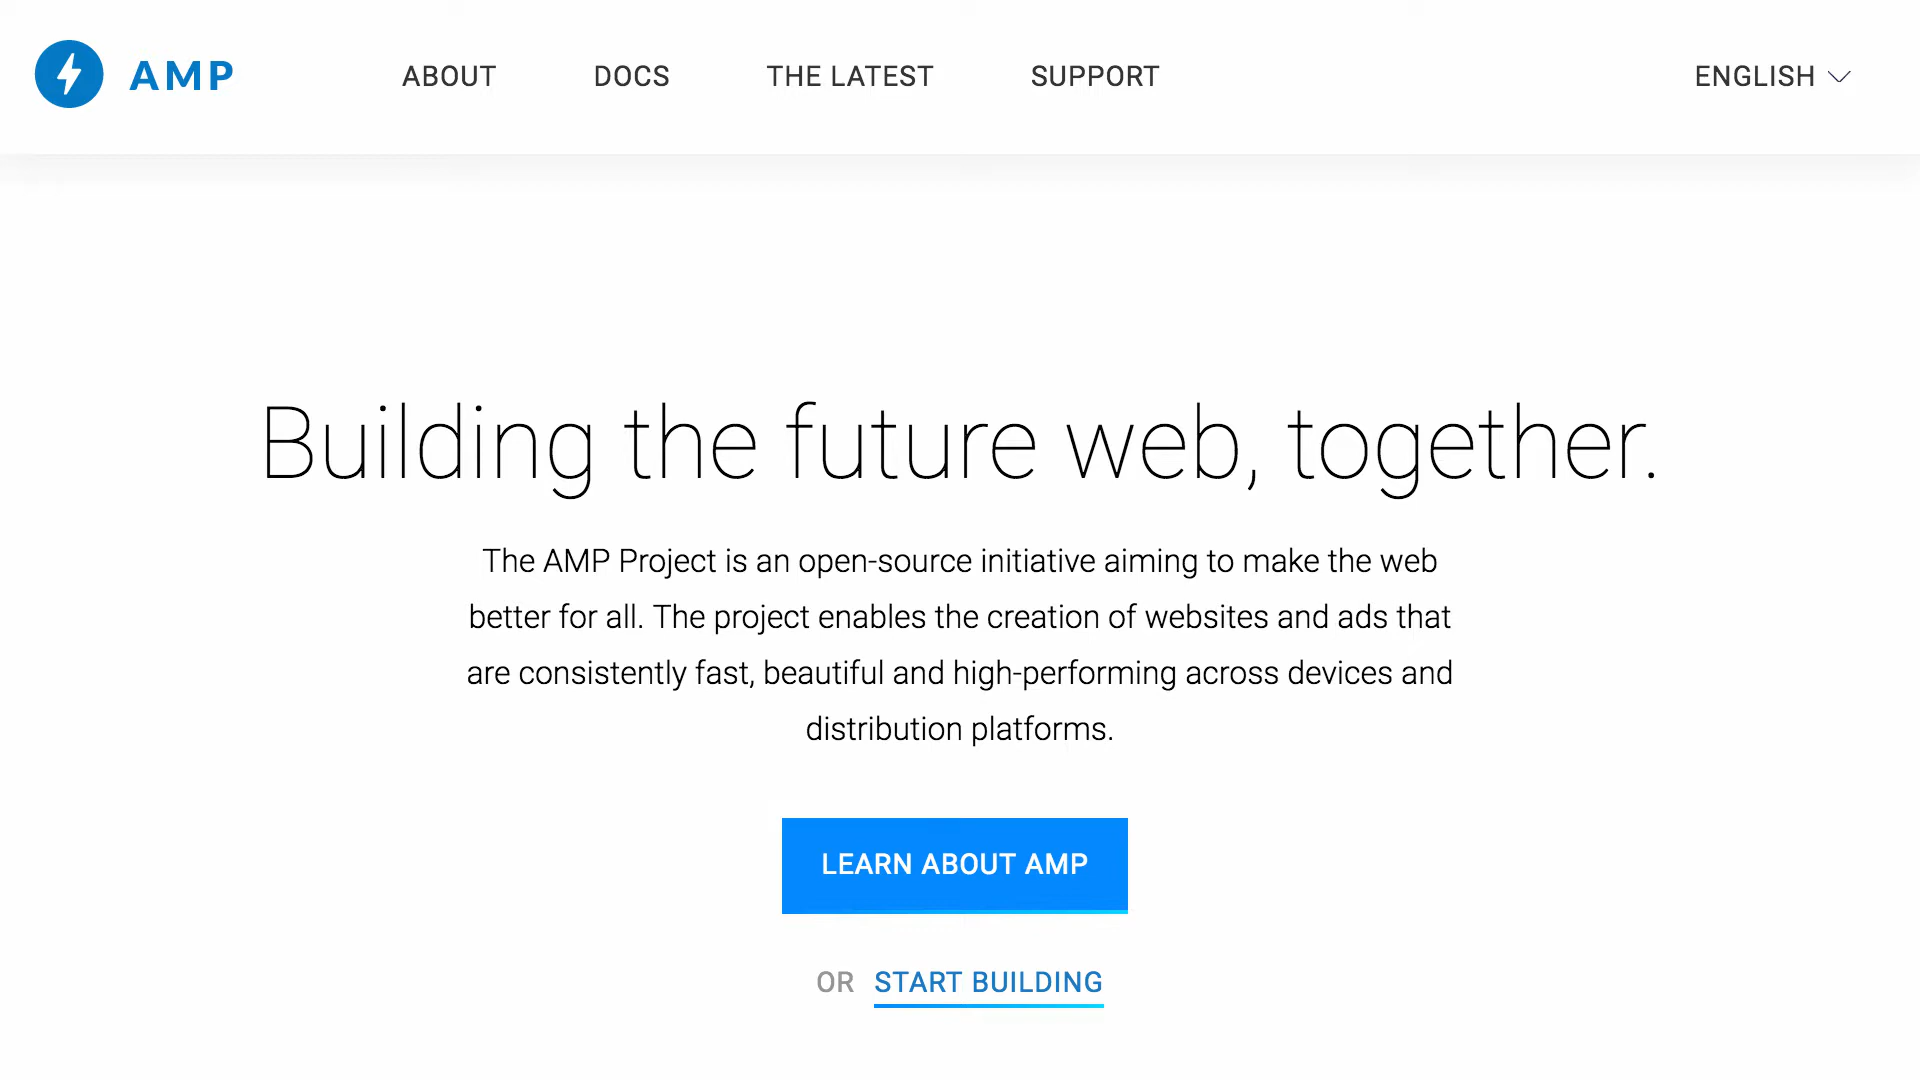 AMP
ABOUT
DOCS
THE LATEST
SUPPORT
ENGLISH
Building the future web, together.
The AMP Project is an open-source initiative aiming to make the web
better for all. The project enables the creation of websites and ads that
are consistently fast, beautiful and high-performing across devices and
distribution platforms.
LEARN ABOUT AMP
OR START BUILDING